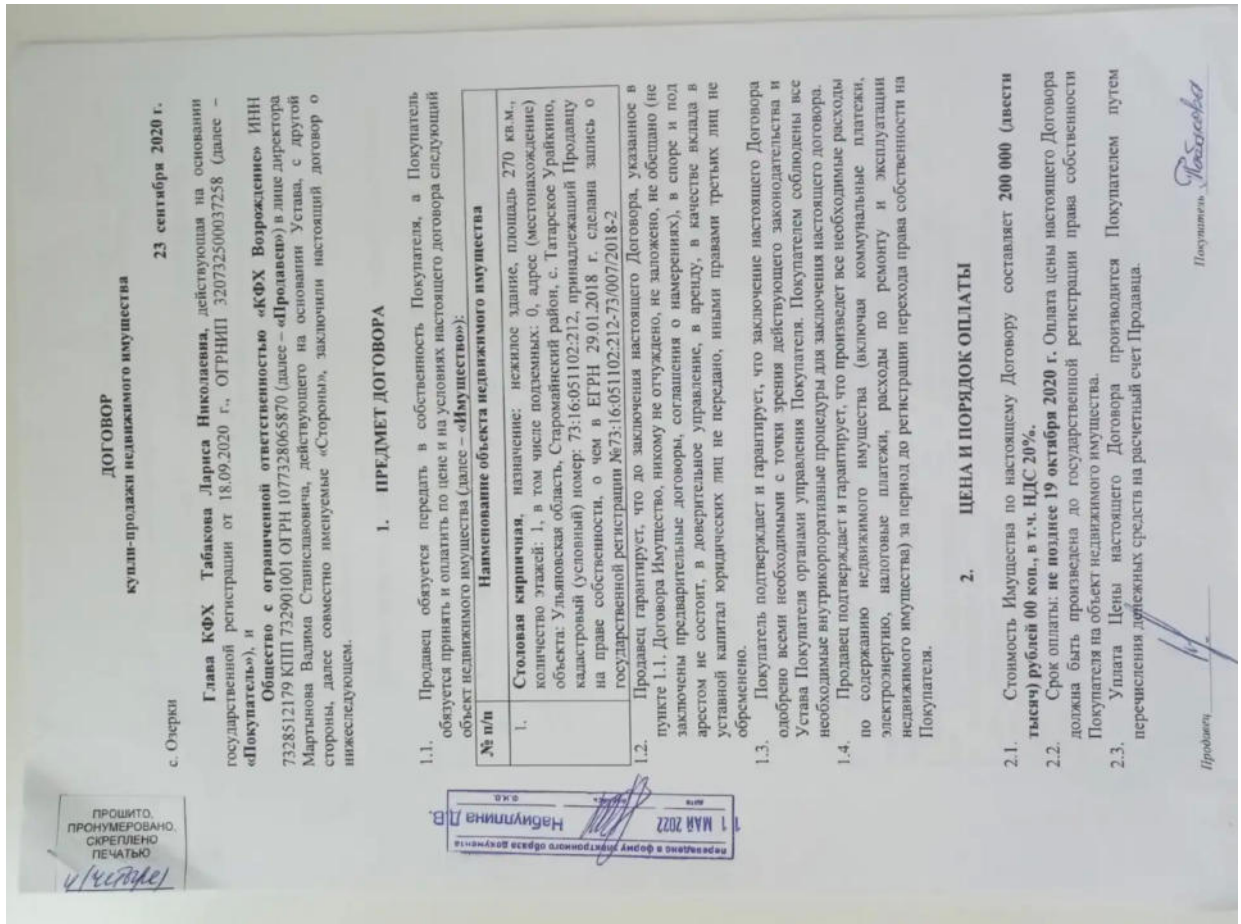 ПРОШИТО,
ПРОНУМЕРОВАНО,
СКРЕПЛЕНО
ПЕЧАТЬЮ
4 (четыре)
ДОГОВОР
купли-продажи недвижимого имущества
с. Озерки 23 сентября 2020 г.
Глава КФХ Табакова Лариса Николаевна, действующая на основании
государственной регистрации от 18.09.2020 г., ОГРНИП 320732500037258 (далее –
«Покупатель»), и
Общество с ограниченной ответственностью «КФХ Возрождение» ИНН
7328512179 КПП 732901001 ОГРН 1077328065870 (далее – «Продавец») в лице директора
Мартынова Вадима Станиславовича, действующего на основании Устава, с другой
стороны, далее совместно именуемые «Стороны», заключили настоящий договор о
нижеследующем.
1. ПРЕДМЕТ ДОГОВОРА
1.1. Продавец обязуется передать в собственность Покупателя, а Покупатель
обязуется принять и оплатить по цене и на условиях настоящего договора следующий
объект недвижимого имущества (далее – «Имущество»):
№ п/п Наименование объекта недвижимого имущества
1. Столовая кирпичная, назначение: нежилое здание, площадь 270 кв.м.,
количество этажей: 1, в том числе подземных: 0, адрес (местонахождение)
объекта: Ульяновская область, Старомайнский район, с. Татарское Урайкино,
кадастровый (условный) номер: 73:16:051102:212, принадлежащий Продавцу
на праве собственности, о чем в ЕГРН 29.01.2018 г. сделана запись о
государственной регистрации №73:16:051102:212-73/007/2018-2
1.2. Продавец гарантирует, что до заключения настоящего Договора, указанное в
пункте 1.1. Договора Имущество, никому не отчуждено, не заложено, не обещано (не
заключены предварительные договоры, соглашения о намерениях), в споре и под
арестом не состоит, в доверительное управление, в аренду, в качестве вклада в
уставной капитал юридических лиц не передано, иными правами третьих лиц не
обременено.
1.3. Покупатель подтверждает и гарантирует, что заключение настоящего Договора
одобрено всеми необходимыми с точки зрения действующего законодательства и
Устава Покупателя органами управления Покупателя. Покупателем соблюдены все
необходимые внутрикорпоративные процедуры для заключения настоящего договора.
1.4. Продавец подтверждает и гарантирует, что произведет все необходимые расходы
по содержанию недвижимого имущества (включая коммунальные платежи,
электроэнергию, налоговые платежи, расходы по ремонту и эксплуатации
недвижимого имущества) за период до регистрации перехода права собственности на
Покупателя.
переведено в форму электронного образа документа
Набиуллина Д.В.
Ф.И.О.
подпись
11 МАЙ 2022
дата
2. ЦЕНА И ПОРЯДОК ОПЛАТЫ
2.1. Стоимость Имущества по настоящему Договору составляет 200 000 (двести
тысяч) рублей 00 коп., в т.ч. НДС 20%.
2.2. Срок оплаты: не позднее 19 октября 2020 г. Оплата цены настоящего Договора
должна быть произведена до государственной регистрации права собственности
Покупателя на объект недвижимого имущества.
2.3. Уплата Цены настоящего Договора производится Покупателем путем
перечисления денежных средств на расчетный счет Продавца.
Продавец Покупатель Табакова